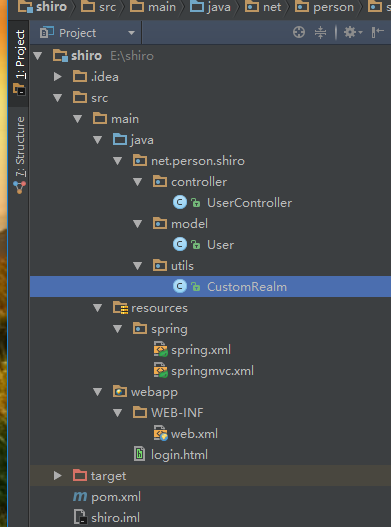 shiro src main java net person
1: Project
7: Structure
Project
shiro E:\shiro
.idea
src
main
java
net.person.shiro
controller
UserController
model
User
utils
CustomRealm
resources
spring
spring.xml
springmvc.xml
webapp
WEB-INF
web.xml
login.html
target
pom.xml
shiro.iml